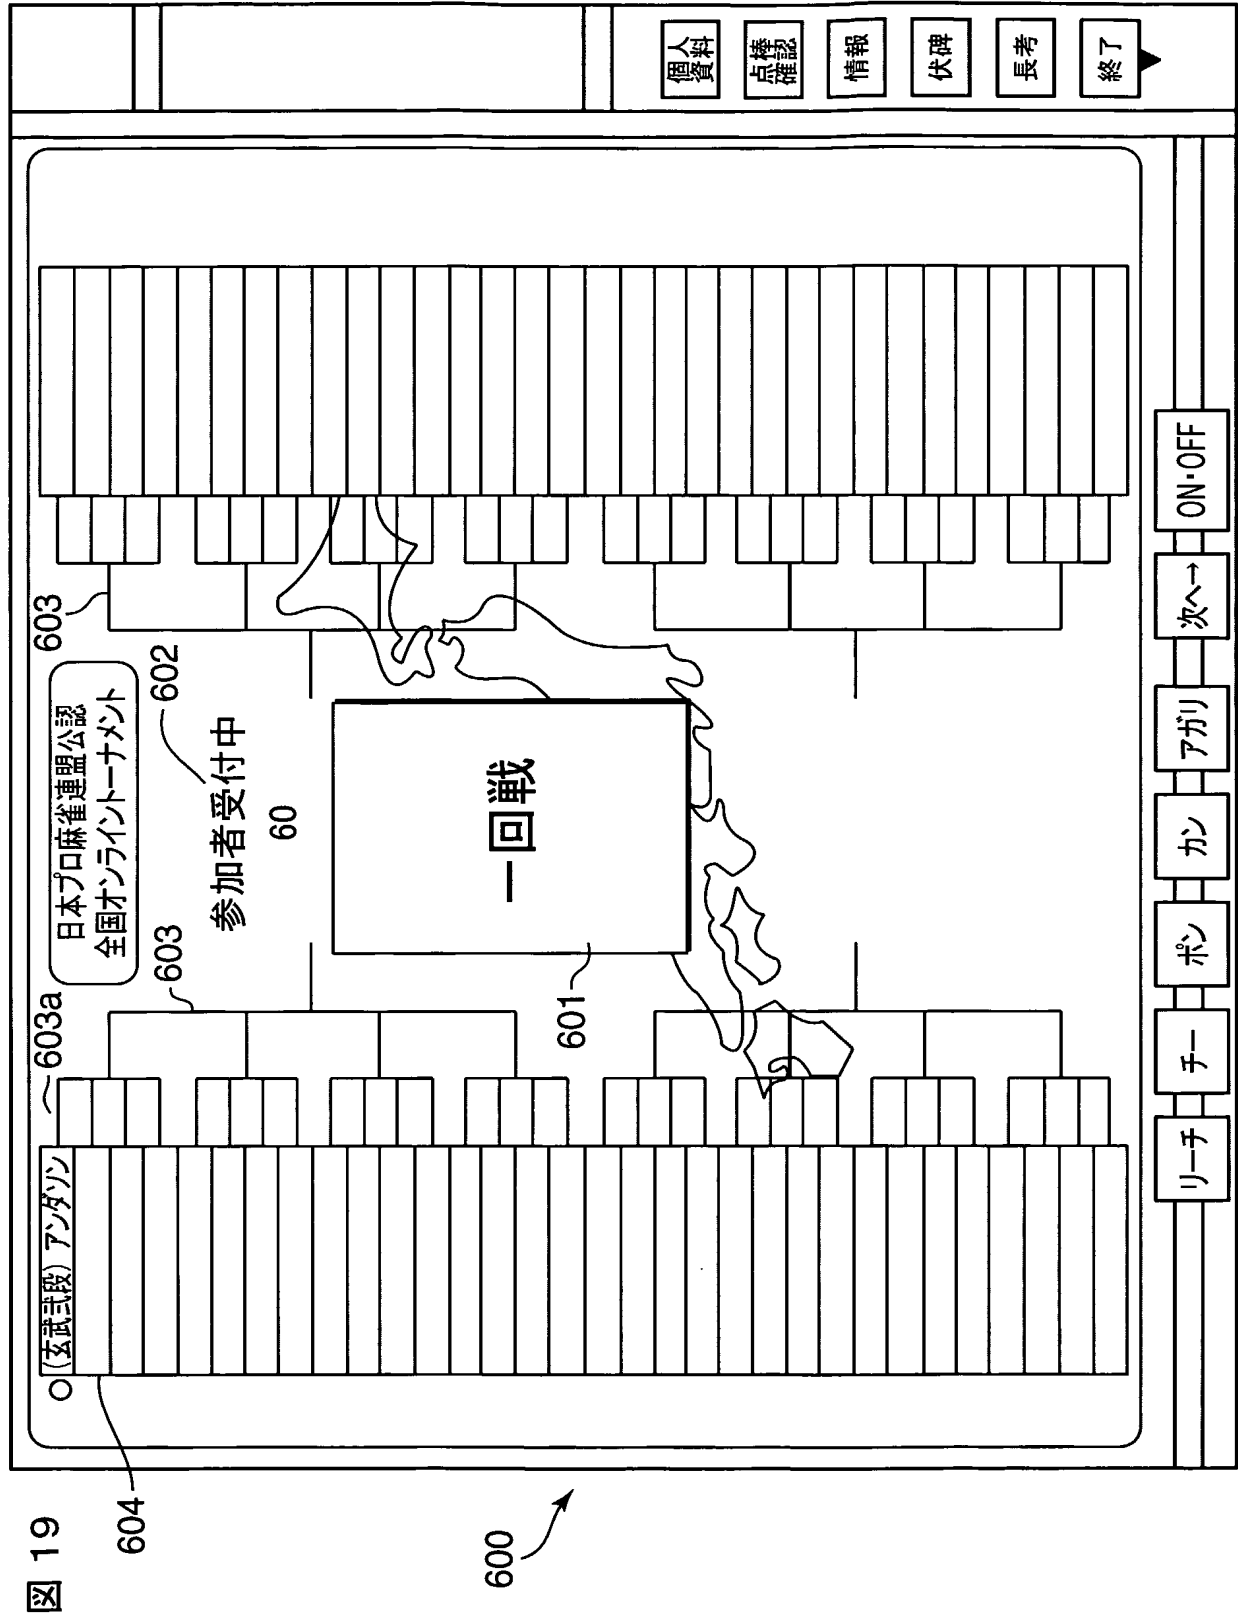 図 19
600
日本プロ麻雀連盟公認
全国オンライントーナメント
603a
603
603
参加者受付中
602
60
○(玄武弐段) アンダソン
604
一回戦
601
個人
資料
点棒
確認
情報
伏碑
長考
終了
リーチ
チー
ポン
カン
アガリ
次へ→
ON・OFF